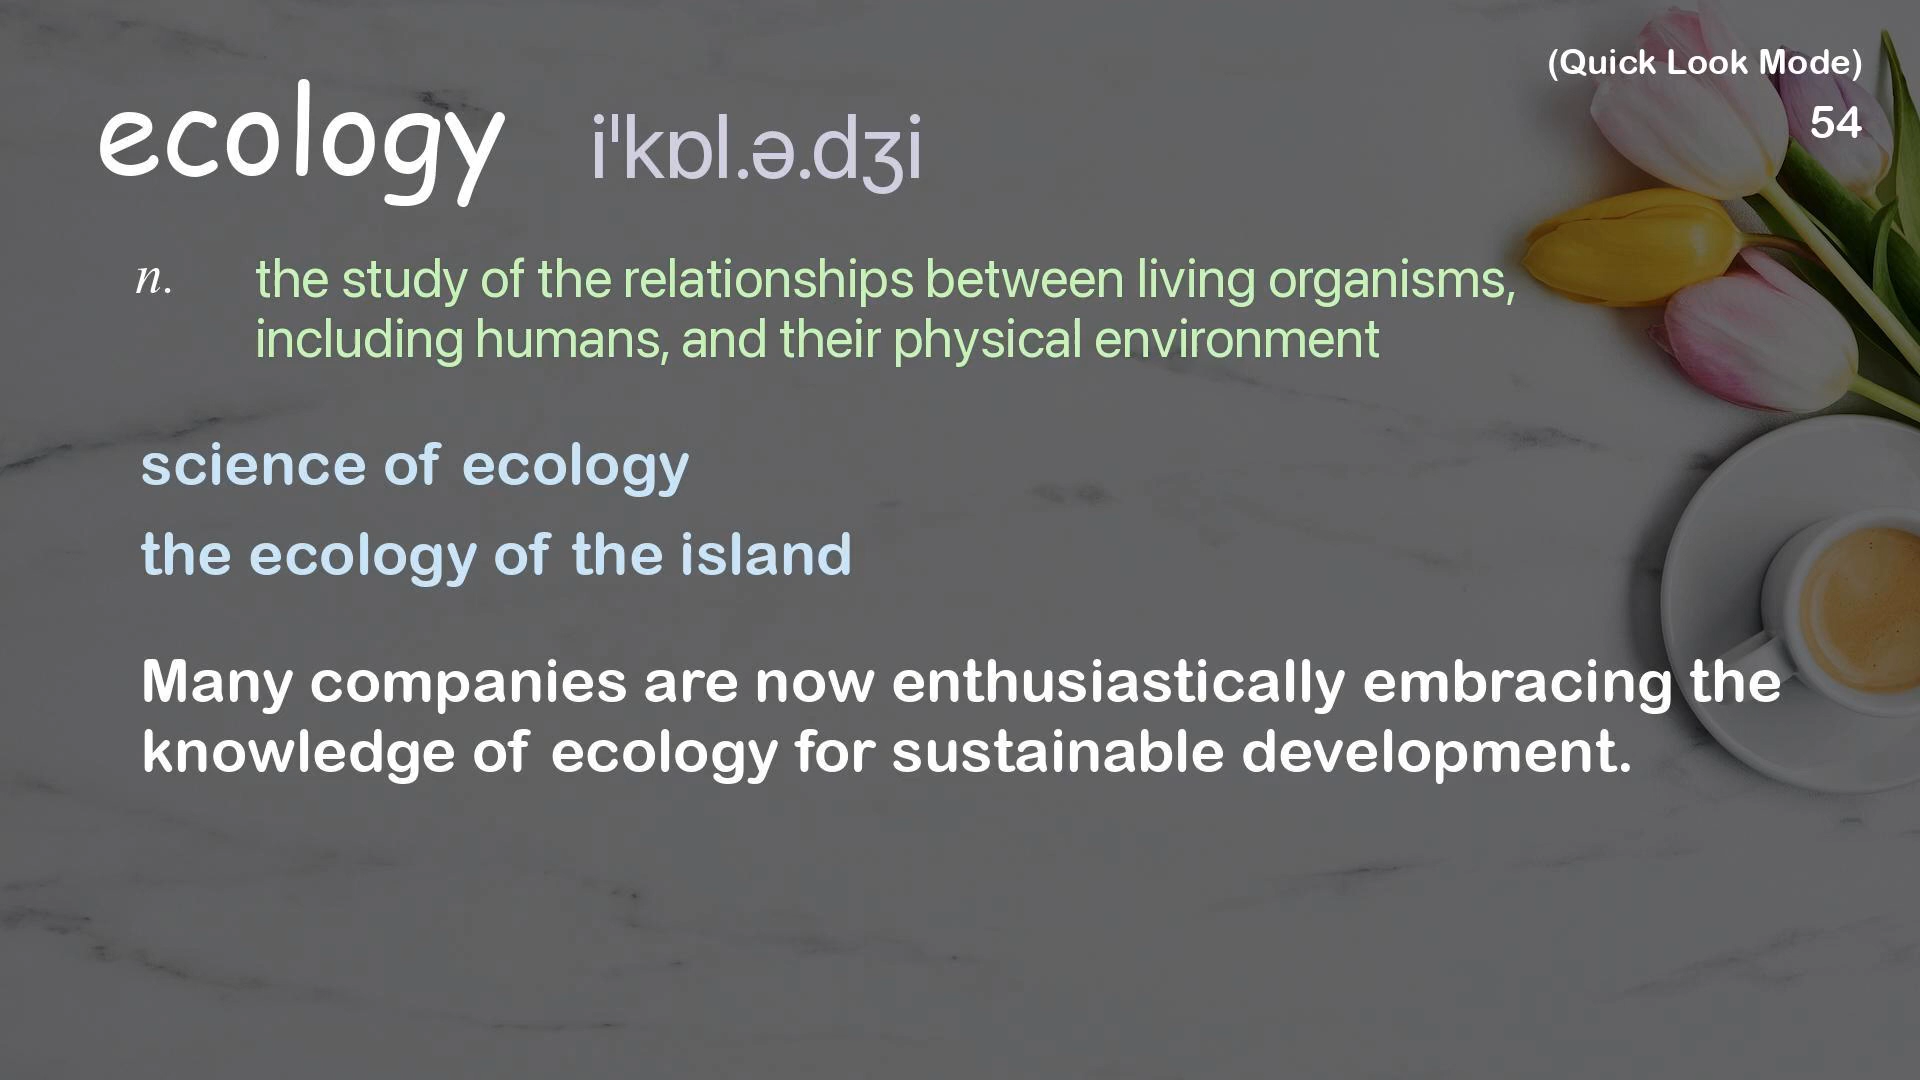 (Quick Look Mode)
54
ecology iˈkɒl.ə.dʒi
n. the study of the relationships between living organisms,
including humans, and their physical environment
science of ecology
the ecology of the island
Many companies are now enthusiastically embracing the
knowledge of ecology for sustainable development.